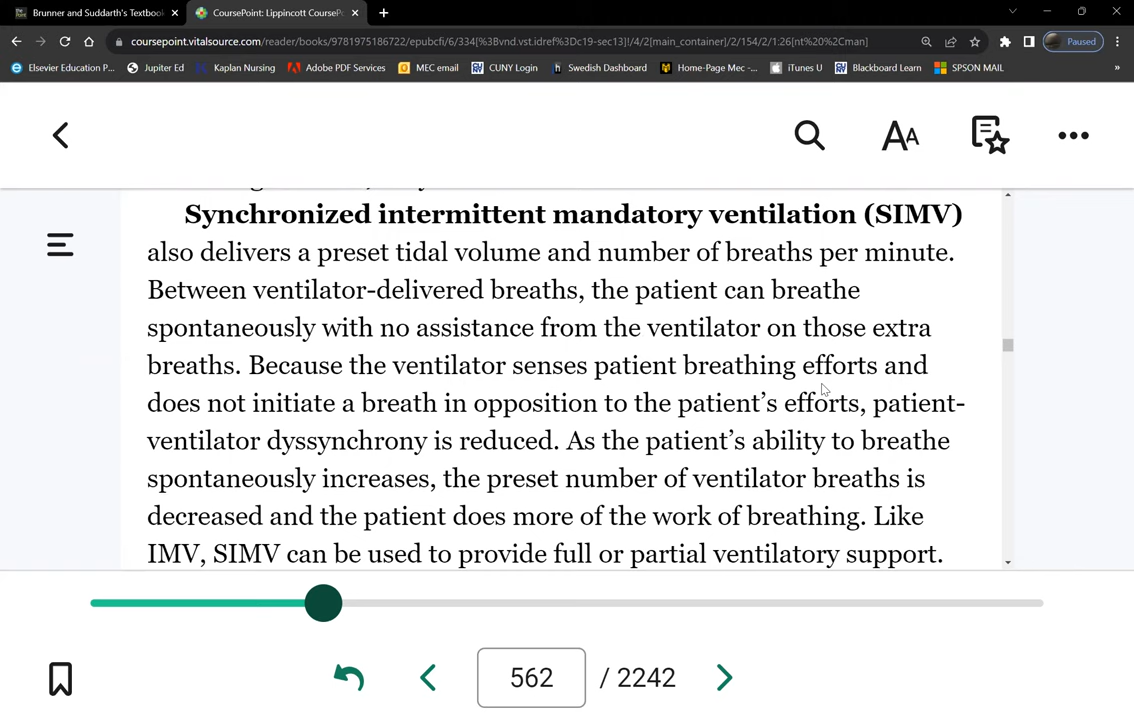 Brunner and Suddarth's Textbook
CoursePoint: Lippincott CourseP
coursepoint.vitalsource.com/reader/books/9781975186722/epubcfi/6/334[%3Bvnd.vst.idref%3Dc19-sec13]!/4/2[main_container]/2/154/2/1:26[nt%20%2Cman]
Paused
Elsevier Education P... Jupiter Ed Kaplan Nursing Adobe PDF Services MEC email CUNY Login Swedish Dashboard Home-Page Mec -... iTunes U Blackboard Learn SPSON MAIL »
AA
Synchronized intermittent mandatory ventilation (SIMV)
also delivers a preset tidal volume and number of breaths per minute.
Between ventilator-delivered breaths, the patient can breathe
spontaneously with no assistance from the ventilator on those extra
breaths. Because the ventilator senses patient breathing efforts and
does not initiate a breath in opposition to the patient's efforts, patient-
ventilator dyssynchrony is reduced. As the patient's ability to breathe
spontaneously increases, the preset number of ventilator breaths is
decreased and the patient does more of the work of breathing. Like
IMV, SIMV can be used to provide full or partial ventilatory support.
562 / 2242